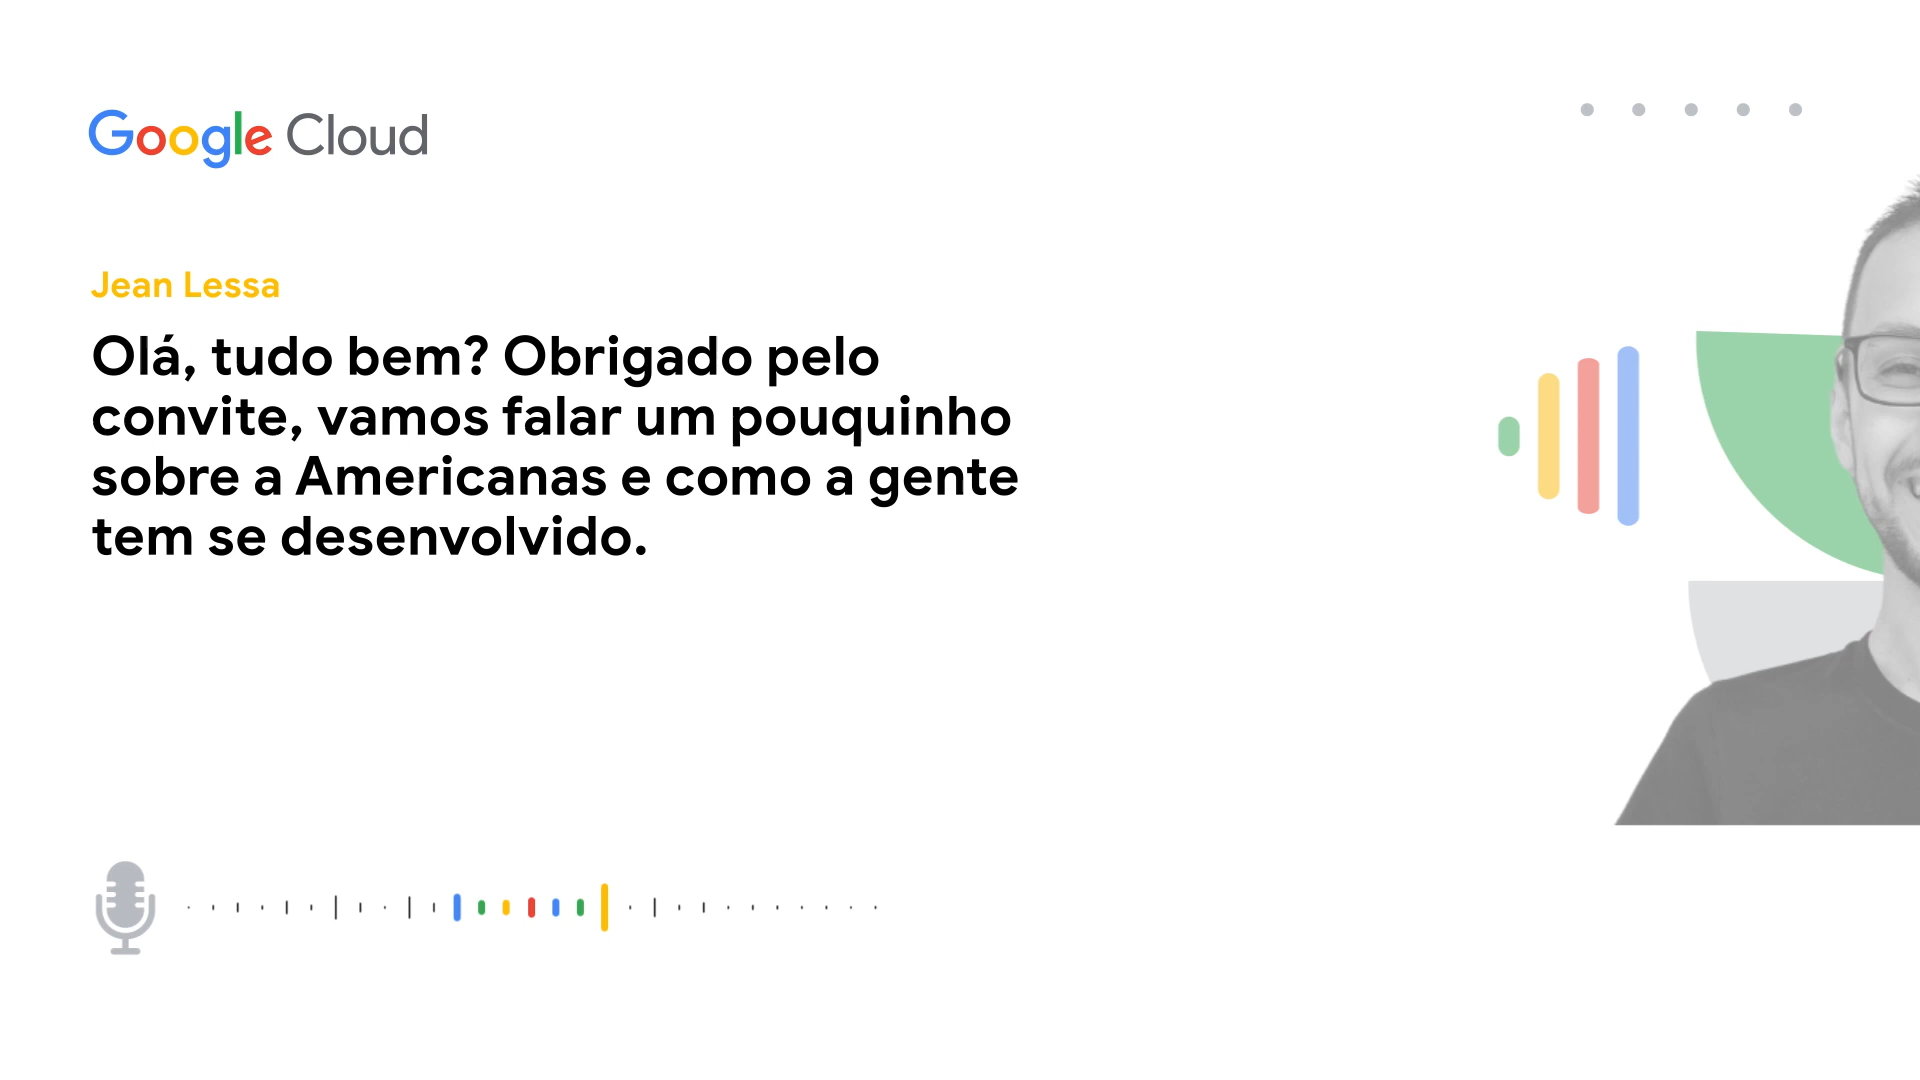 Google Cloud
Jean Lessa
Olá, tudo bem? Obrigado pelo
convite, vamos falar um pouquinho
sobre a Americanas e como a gente
tem se desenvolvido.